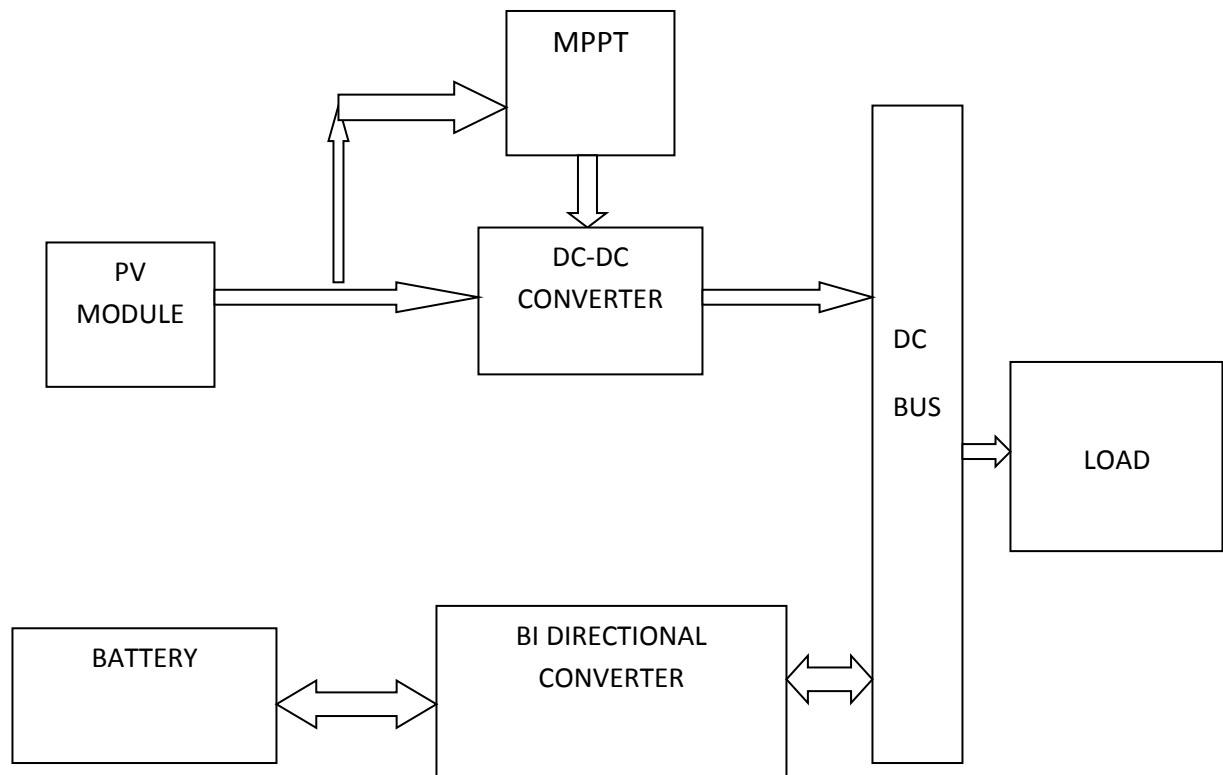 MPPT
PV
MODULE
DC-DC
CONVERTER
DC
BUS
LOAD
BATTERY
BI DIRECTIONAL
CONVERTER